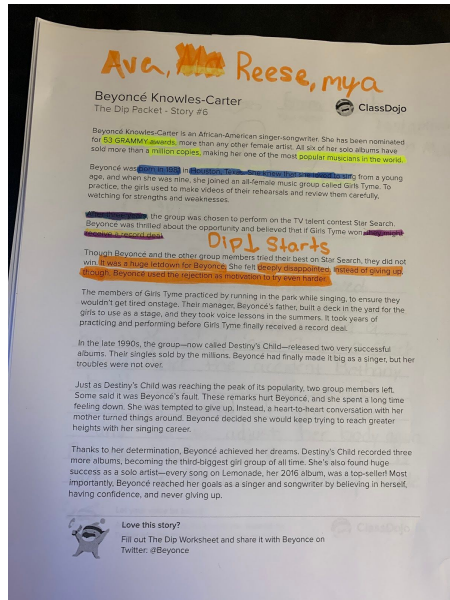 Ava, Reese, mya
Beyoncé Knowles-Carter
The Dip Packet - Story #6
ClassDojo
Beyoncé Knowles-Carter is an African-American singer-songwriter. She has been nominated
for 53 GRAMMY awards, more than any other female artist. All six of her solo albums have
sold more than a million copies, making her one of the most popular musicians in the world.
Beyoncé was born in 1981 in Houston, Texas. She knew that she loved to sing from a young
age, and when she was nine, she joined an all-female music group called Girls Tyme. To
practice, the girls used to make videos of their rehearsals and review them carefully,
watching for strengths and weaknesses.
the group was chosen to perform on the TV talent contest Star Search.
Beyoncé was thrilled about the opportunity and believed that if Girls Tyme won they might
receive a record deal.
Dip↓ Starts
Though Beyoncé and the other group members tried their best on Star Search, they did not
win. It was a huge letdown for Beyoncé. She felt deeply disappointed. Instead of giving up,
though, Beyoncé used the rejection as motivation to try even harder.
The members of Girls Tyme practiced by running in the park while singing, to ensure they
wouldn't get tired onstage. Their manager, Beyoncé's father, built a deck in the yard for the
girls to use as a stage, and they took voice lessons in the summers. It took years of
practicing and performing before Girls Tyme finally received a record deal.
In the late 1990s, the group—now called Destiny's Child—released two very successful
albums. Their singles sold by the millions. Beyoncé had finally made it big as a singer, but her
troubles were not over.
Just as Destiny's Child was reaching the peak of its popularity, two group members left.
Some said it was Beyoncé's fault. These remarks hurt Beyoncé, and she spent a long time
feeling down. She was tempted to give up. Instead, a heart-to-heart conversation with her
mother turned things around. Beyoncé decided she would keep trying to reach greater
heights with her singing career.
Thanks to her determination, Beyoncé achieved her dreams. Destiny's Child recorded three
more albums, becoming the third-biggest girl group of all time. She's also found huge
success as a solo artist—every song on Lemonade, her 2016 album, was a top-seller! Most
importantly, Beyoncé reached her goals as a singer and songwriter by believing in herself,
having confidence, and never giving up.
Love this story?
Fill out The Dip Worksheet and share it with Beyonce on
Twitter: @Beyonce